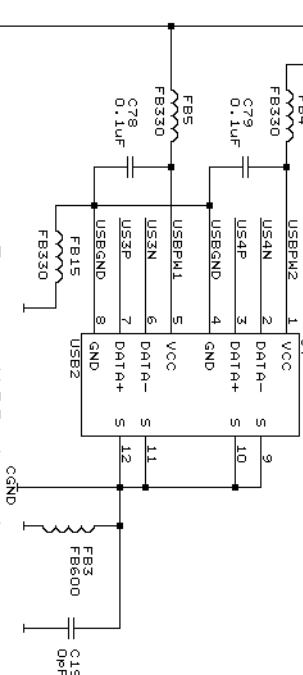 FB5
FB330
C78
0.1uF
C79
0.1uF
FB330
USBPW2
US4N
US4P
USBGND
USBPW1
US3N
US3P
USBGND
FB15
FB330
1
2
3
4
5
6
7
8
VCC
DATA-
DATA+
GND
VCC
DATA-
DATA+
GND
USB2
S
S
S
S
9
10
11
12
CGND
FB3
FB600